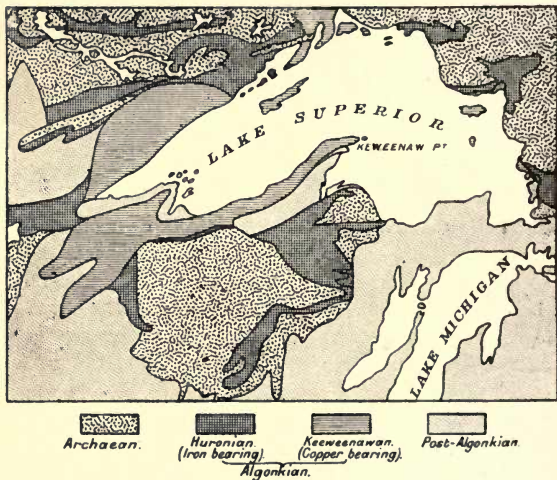 LAKE SUPERIOR
KEWEENAW PT
LAKE MICHIGAN
Archaean. Huronian. Keeweenawan. Post-Algonkian.
(Iron bearing). (Copper bearing).
Algonkian.